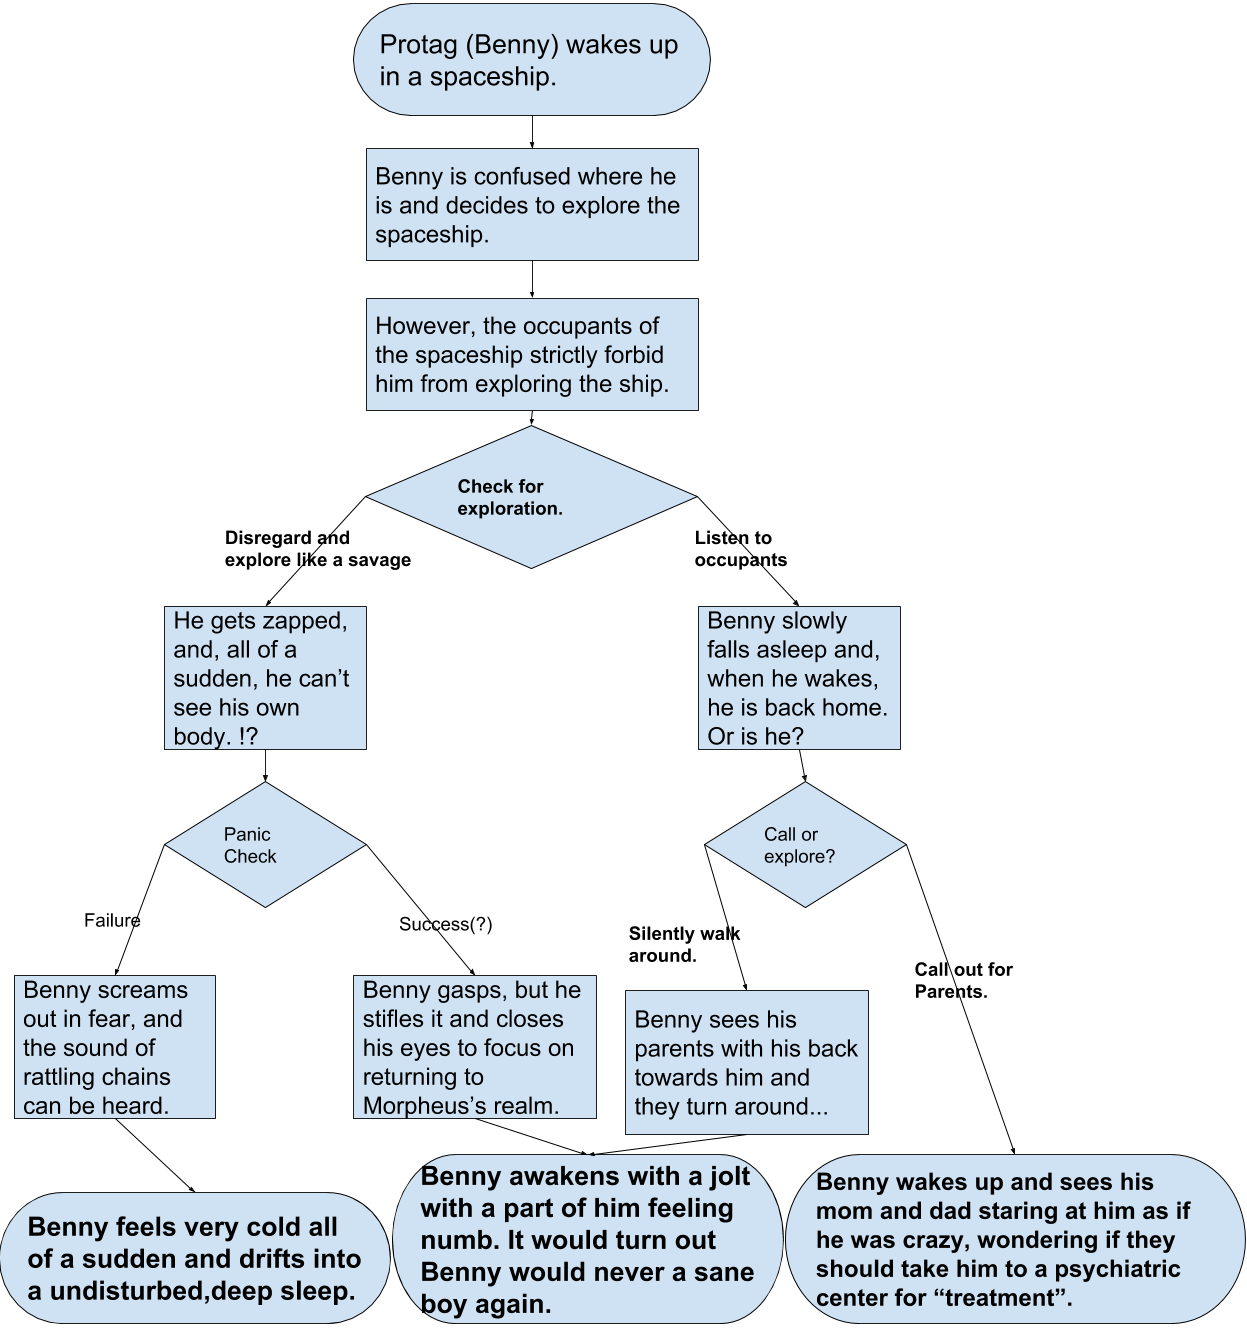 Protag (Benny) wakes up
in a spaceship.
Benny is confused where he
is and decides to explore the
spaceship.
However, the occupants of
the spaceship strictly forbid
him from exploring the ship.
Check for
exploration.
Disregard and
explore like a savage
Listen to
occupants
He gets zapped,
and, all of a
sudden, he can’t
see his own
body. !?
Benny slowly
falls asleep and,
when he wakes,
he is back home.
Or is he?
Panic
Check
Call or
explore?
Failure
Success(?)
Silently walk
around.
Call out for
Parents.
Benny screams
out in fear, and
the sound of
rattling chains
can be heard.
Benny gasps, but he
stifles it and closes
his eyes to focus on
returning to
Morpheus’s realm.
Benny sees his
parents with his back
towards him and
they turn around...
Benny feels very cold all
of a sudden and drifts into
a undisturbed,deep sleep.
Benny awakens with a jolt
with a part of him feeling
numb. It would turn out
Benny would never a sane
boy again.
Benny wakes up and sees his
mom and dad staring at him as if
he was crazy, wondering if they
should take him to a psychiatric
center for “treatment”.